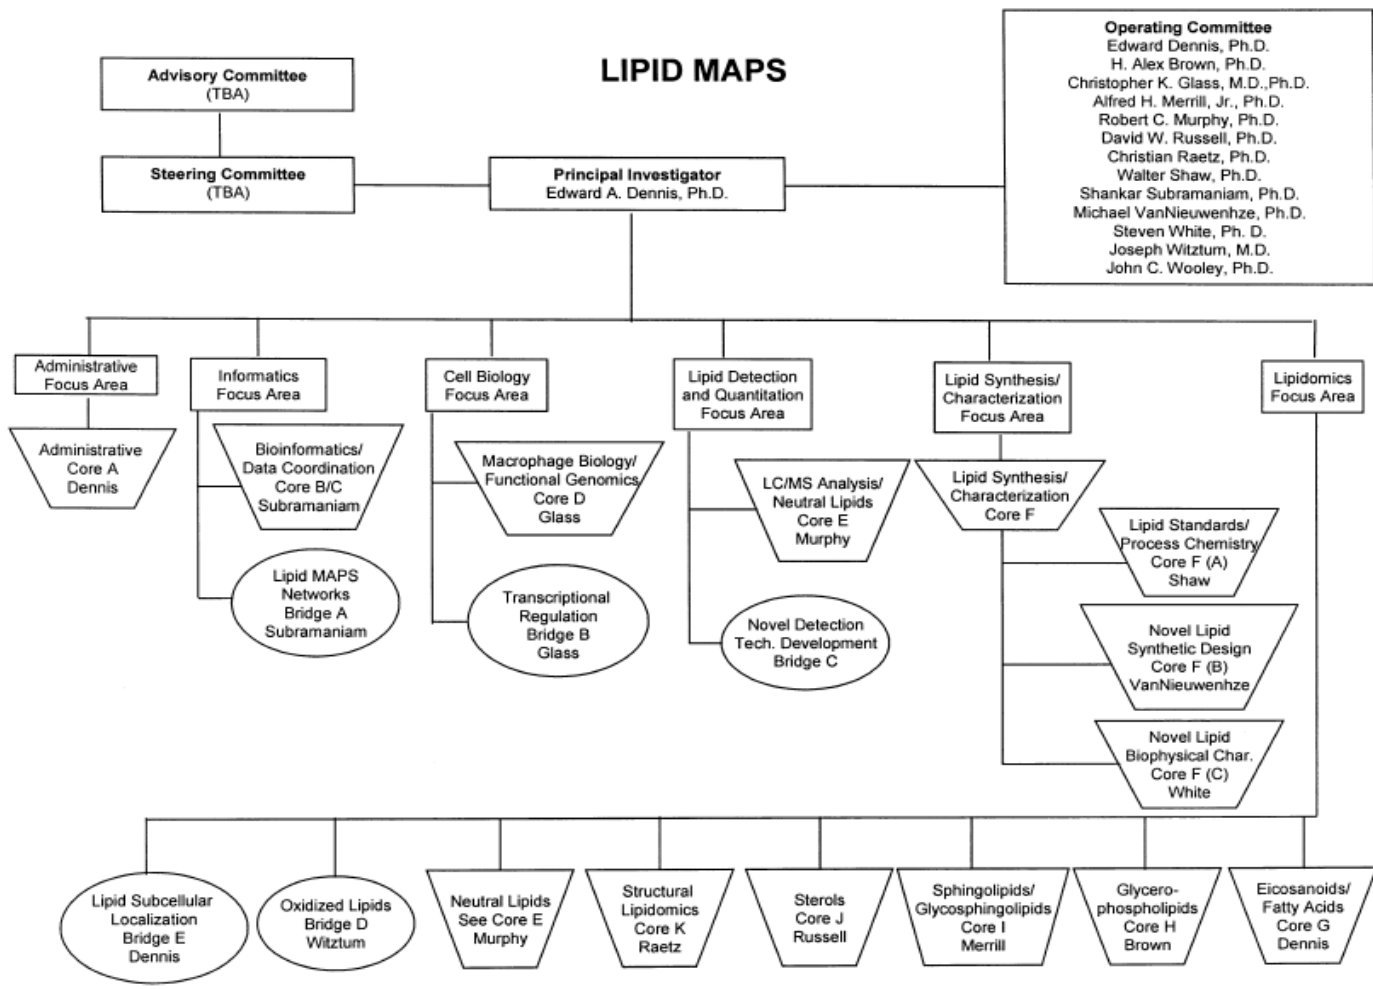 LIPID MAPS
Advisory Committee
(TBA)
Steering Committee
(TBA)
Principal Investigator
Edward A. Dennis, Ph.D.
Operating Committee
Edward Dennis, Ph.D.
H. Alex Brown, Ph.D.
Christopher K. Glass, M.D.,Ph.D.
Alfred H. Merrill, Jr., Ph.D.
Robert C. Murphy, Ph.D.
David W. Russell, Ph.D.
Christian Raetz, Ph.D.
Walter Shaw, Ph.D.
Shankar Subramaniam, Ph.D.
Michael VanNieuwenhze, Ph.D.
Steven White, Ph. D.
Joseph Witztum, M.D.
John C. Wooley, Ph.D.
Administrative
Focus Area
Informatics
Focus Area
Cell Biology
Focus Area
Lipid Detection
and Quantitation
Focus Area
Lipid Synthesis/
Characterization
Focus Area
Lipidomics
Focus Area
Administrative
Core A
Dennis
Bioinformatics/
Data Coordination
Core B/C
Subramaniam
Lipid MAPS
Networks
Bridge A
Subramaniam
Macrophage Biology/
Functional Genomics
Core D
Glass
Transcriptional
Regulation
Bridge B
Glass
LC/MS Analysis/
Neutral Lipids
Core E
Murphy
Novel Detection
Tech. Development
Bridge C
Lipid Synthesis/
Characterization
Core F
Lipid Standards/
Process Chemistry
Core F (A)
Shaw
Novel Lipid
Synthetic Design
Core F (B)
VanNieuwenhze
Novel Lipid
Biophysical Char.
Core F (C)
White
Lipid Subcellular
Localization
Bridge E
Dennis
Oxidized Lipids
Bridge D
Witztum
Neutral Lipids
See Core E
Murphy
Structural
Lipidomics
Core K
Raetz
Sterols
Core J
Russell
Sphingolipids/
Glycosphingolipids
Core I
Merrill
Glycero-
phospholipids
Core H
Brown
Eicosanoids/
Fatty Acids
Core G
Dennis